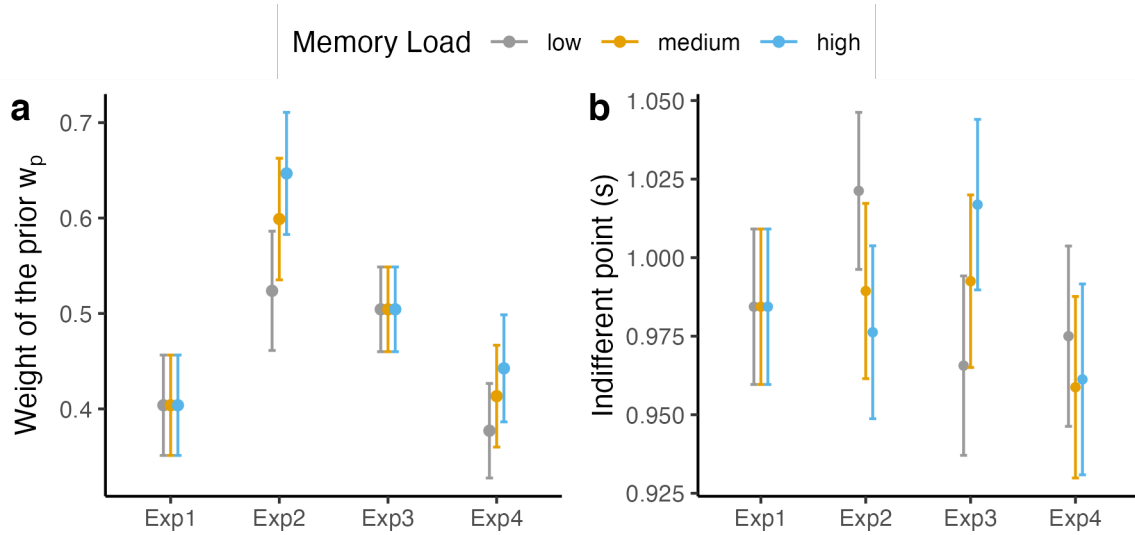 Memory Load low medium high
a
Weight of the prior wp
0.7
0.6
0.5
0.4
Exp1 Exp2 Exp3 Exp4
b
Indifferent point (s)
1.050
1.025
1.000
0.975
0.950
0.925
Exp1 Exp2 Exp3 Exp4